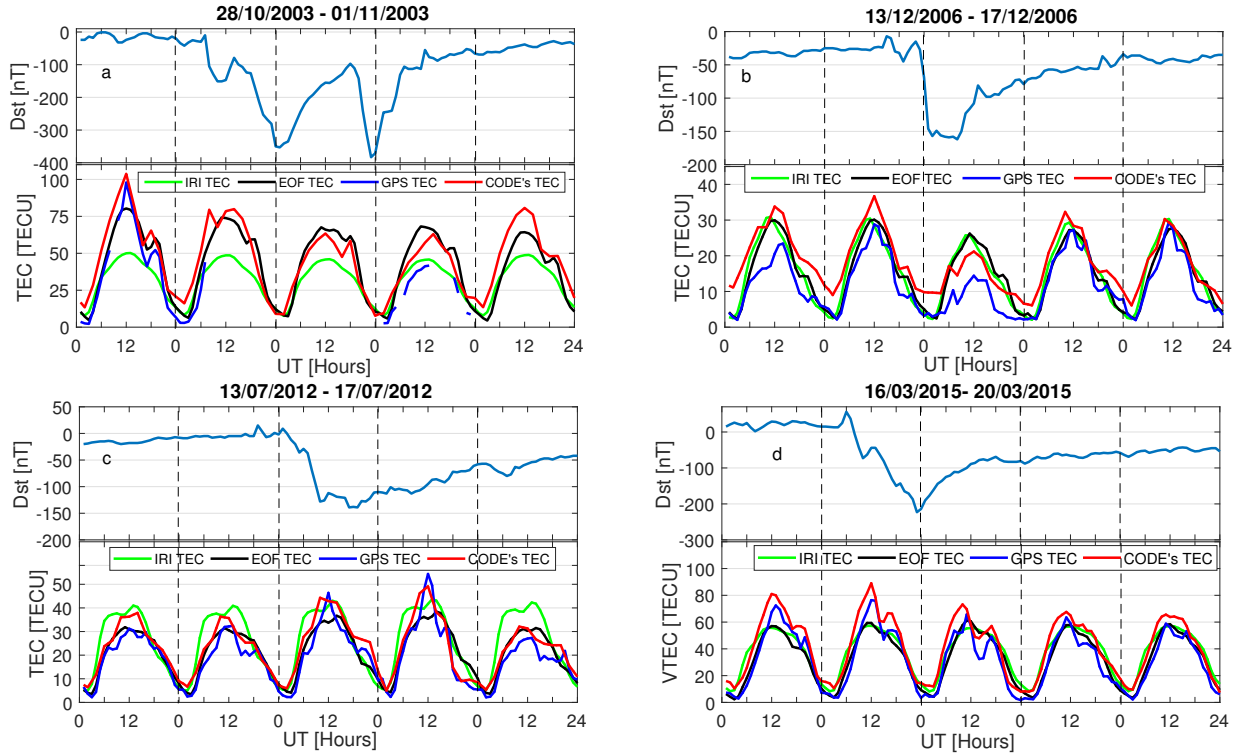 28/10/2003 - 01/11/2003
0
-100
-200
-300
-400
Dst [nT]
a
IRI TEC EOF TEC GPS TEC CODE's TEC
100
75
50
25
0
TEC [TECU]
0 12 0 12 0 12 0 12 0 12 24
UT [Hours]
13/12/2006 - 17/12/2006
0
-50
-100
-150
-200
Dst [nT]
b
IRI TEC EOF TEC GPS TEC CODE's TEC
40
30
20
10
0
TEC [TECU]
0 12 0 12 0 12 0 12 0 12 24
UT [Hours]
13/07/2012 - 17/07/2012
50
0
-50
-100
-150
-200
Dst [nT]
c
IRI TEC EOF TEC GPS TEC CODE's TEC
50
40
30
20
10
0
TEC [TECU]
0 12 0 12 0 12 0 12 0 12 24
UT [Hours]
16/03/2015- 20/03/2015
0
-100
-200
-300
Dst [nT]
d
IRI TEC EOF TEC GPS TEC CODE's TEC
100
80
60
40
20
0
VTEC [TECU]
0 12 0 12 0 12 0 12 0 12 24
UT [Hours]